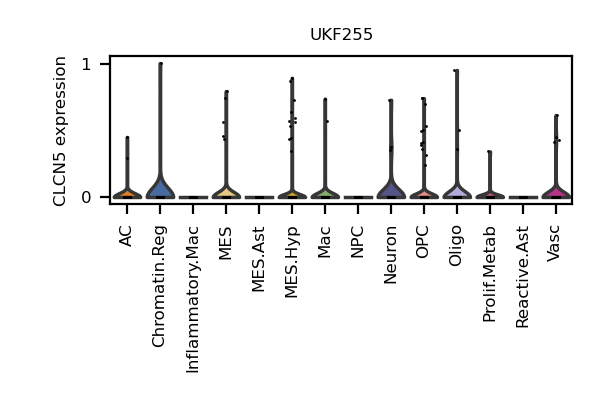 UKF255
CLCN5 expression
1
0
AC
Chromatin.Reg
Inflammatory.Mac
MES
MES.Ast
MES.Hyp
Mac
NPC
Neuron
OPC
Oligo
Prolif.Metab
Reactive.Ast
Vasc